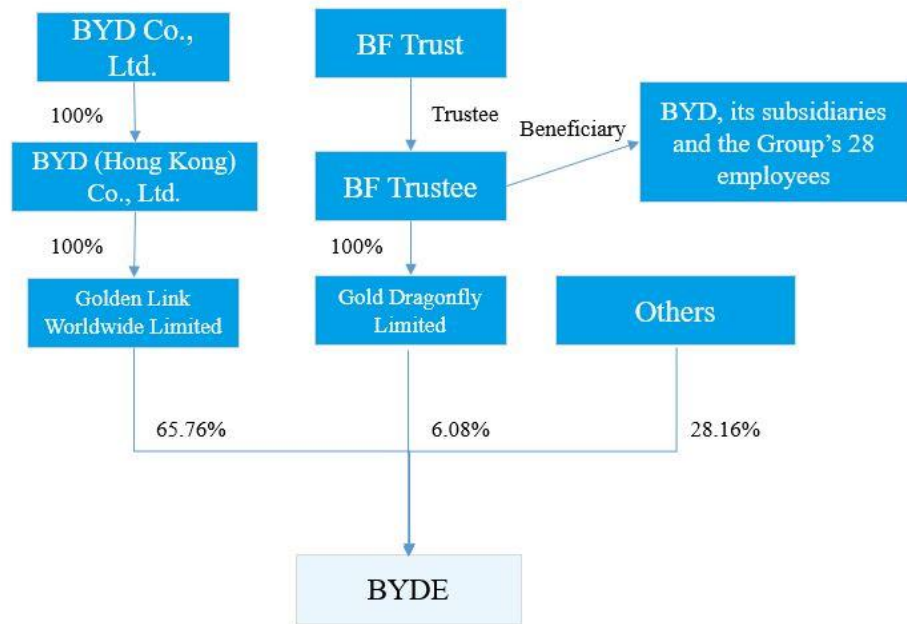 BYD Co.,
Ltd.
BF Trust
100%
Trustee
Beneficiary
BYD, its subsidiaries
and the Group’s 28
employees
BYD (Hong Kong)
Co., Ltd.
BF Trustee
100%
100%
Golden Link
Worldwide Limited
Gold Dragonfly
Limited
Others
65.76%
6.08%
28.16%
BYDE